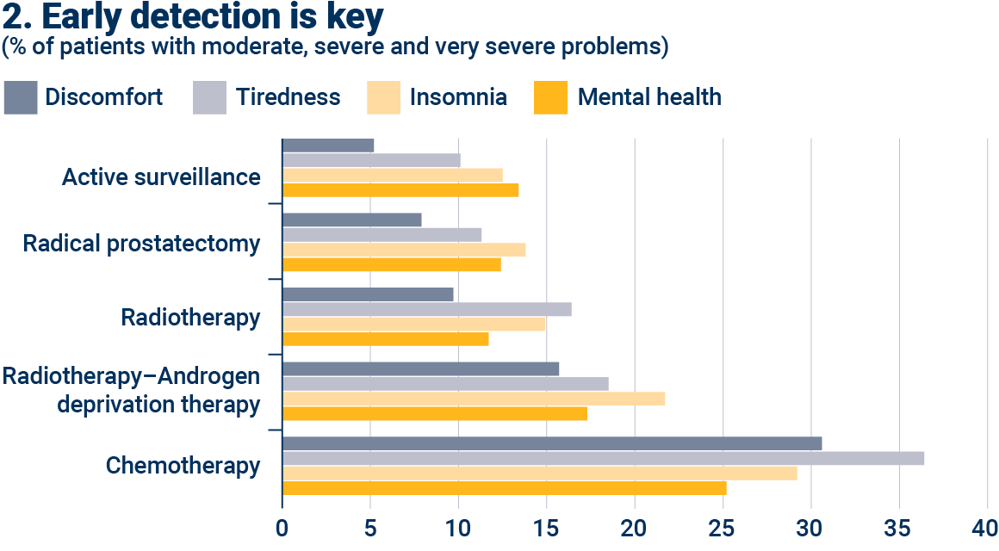 2. Early detection is key
(% of patients with moderate, severe and very severe problems)
Discomfort Tiredness Insomnia Mental health
Active surveillance
Radical prostatectomy
Radiotherapy
Radiotherapy–Androgen
deprivation therapy
Chemotherapy
0 5 10 15 20 25 30 35 40